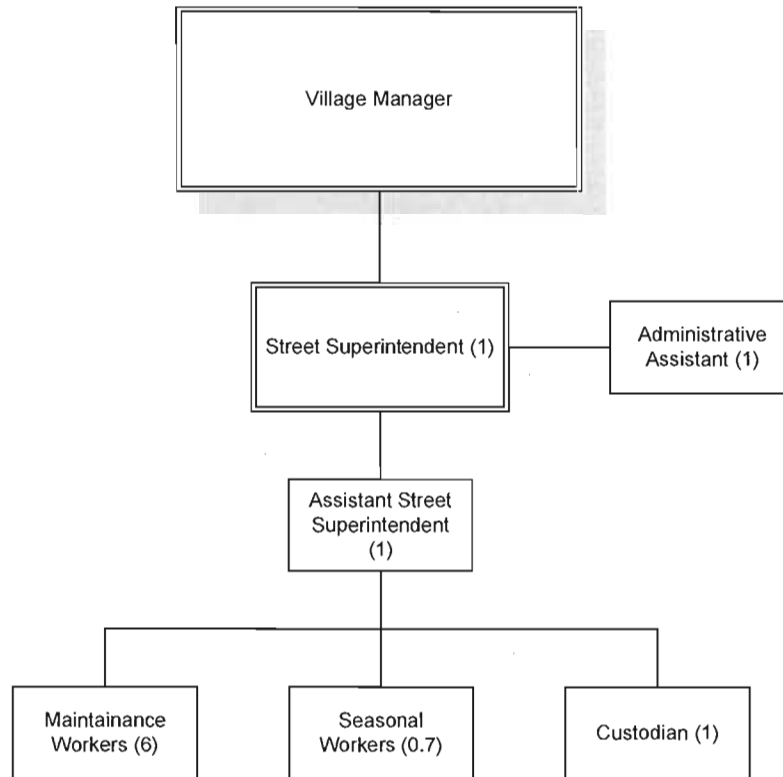 Village Manager
Street Superintendent (1)
Administrative
Assistant (1)
Assistant Street
Superintendent
(1)
Maintainance
Workers (6)
Seasonal
Workers (0.7)
Custodian (1)